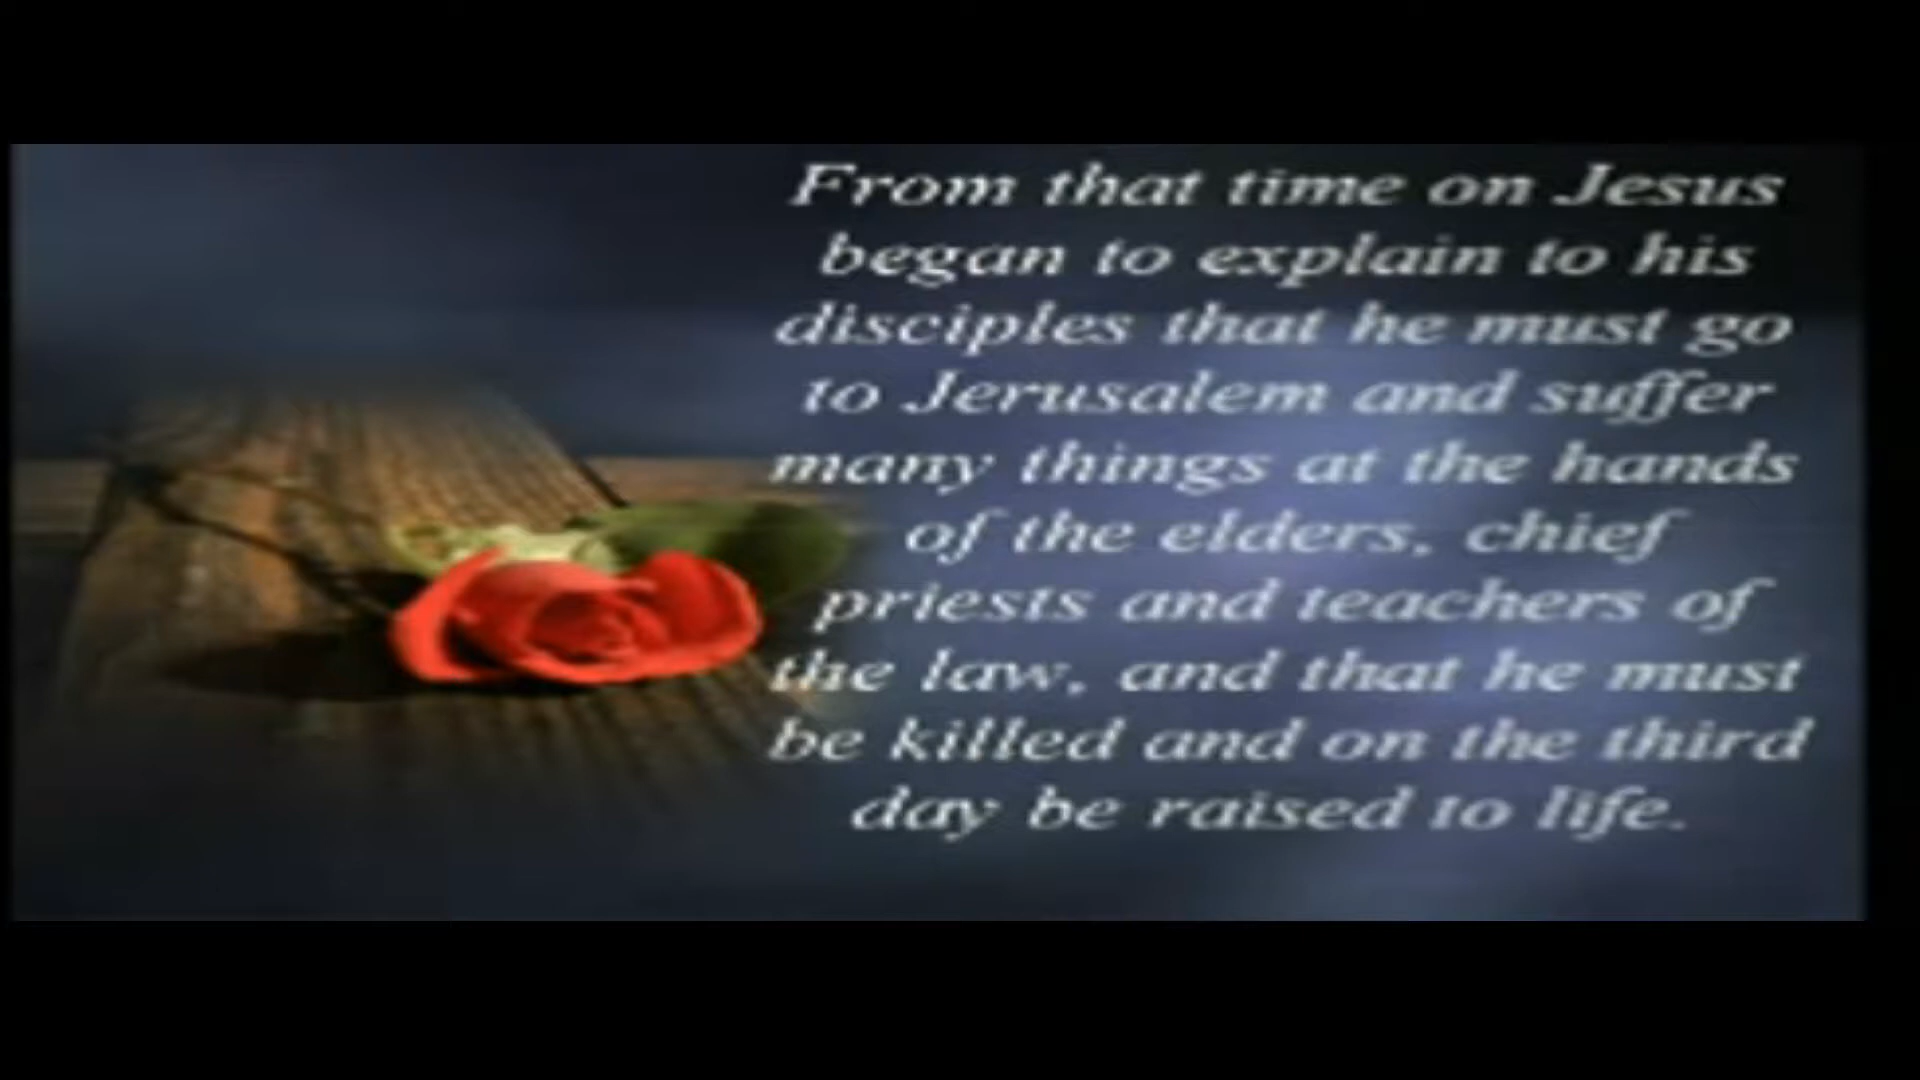 From that time on Jesus
began to explain to his
disciples that he must go
to Jerusalem and suffer
many things at the hands
of the elders, chief
priests and teachers of
the law, and that he must
be killed and on the third
day be raised to life.